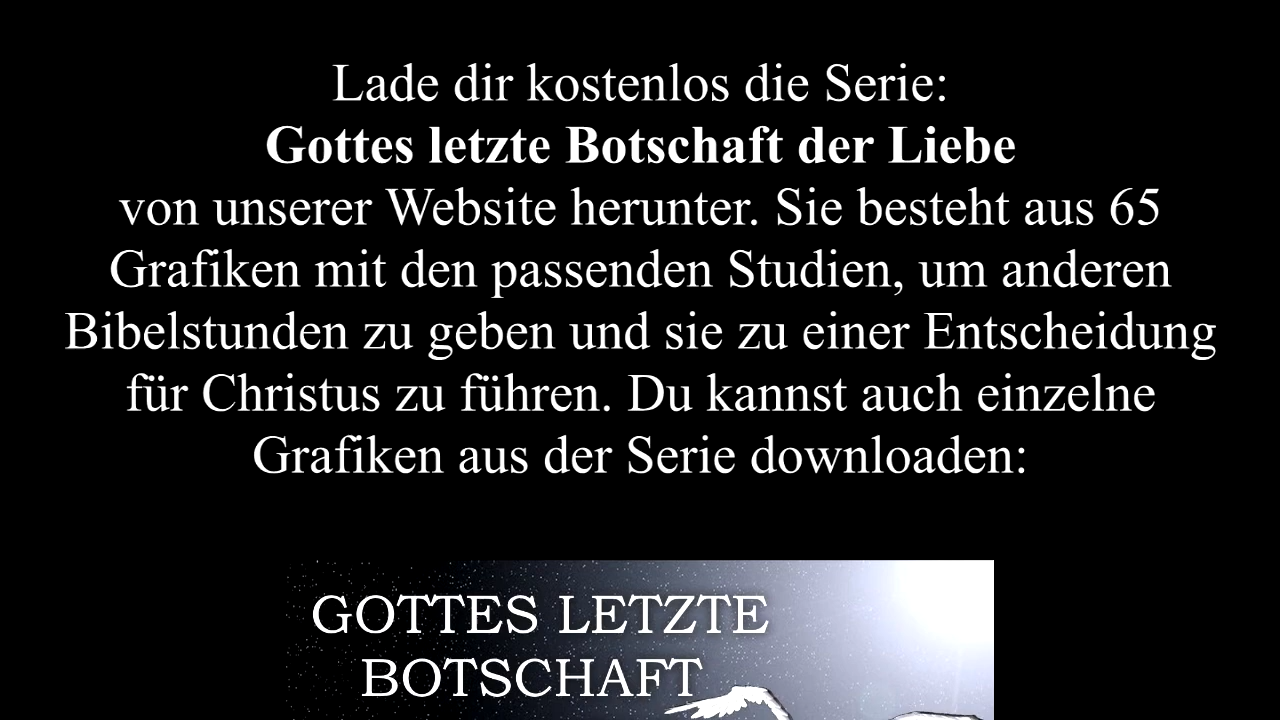 Lade dir kostenlos die Serie:
Gottes letzte Botschaft der Liebe
von unserer Website herunter. Sie besteht aus 65
Grafiken mit den passenden Studien, um anderen
Bibelstunden zu geben und sie zu einer Entscheidung
für Christus zu führen. Du kannst auch einzelne
Grafiken aus der Serie downloaden:
GOTTES LETZTE
BOTSCHAFT